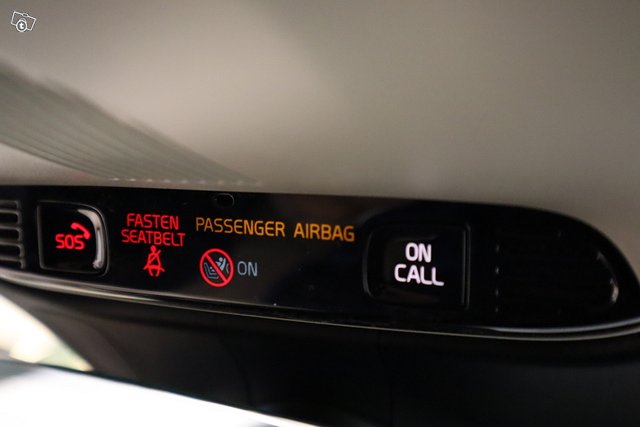 SOS
FASTEN
SEATBELT
PASSENGER AIRBAG
ON
ON
CALL